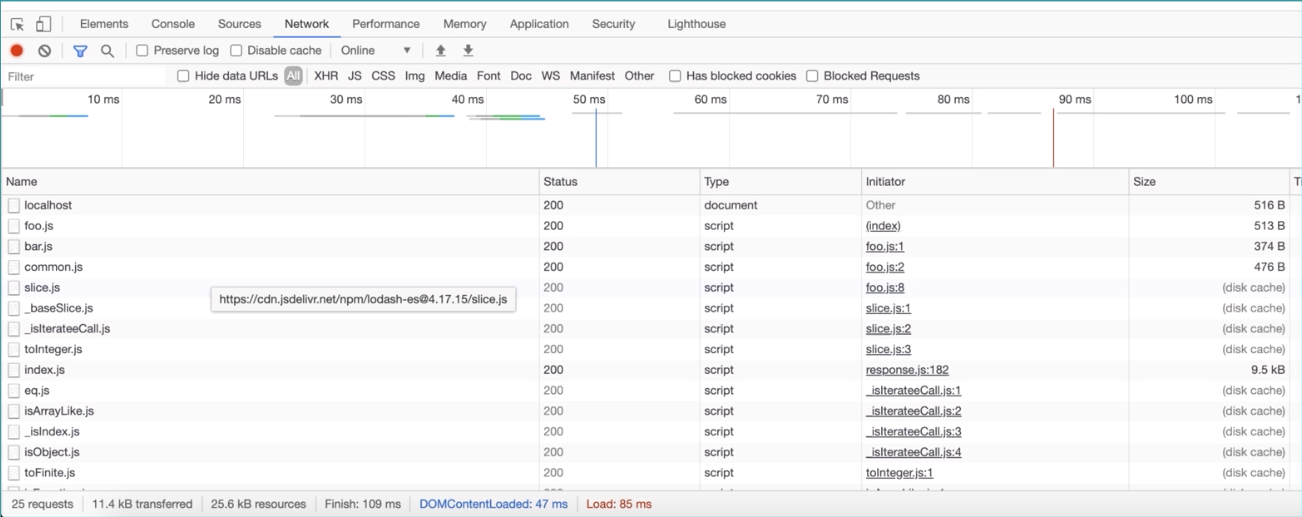 Elements Console Sources Network Performance Memory Application Security Lighthouse
Preserve log Disable cache Online
Filter Hide data URLs All XHR JS CSS Img Media Font Doc WS Manifest Other Has blocked cookies Blocked Requests
10 ms 20 ms 30 ms 40 ms 50 ms 60 ms 70 ms 80 ms 90 ms 100 ms
Name Status Type Initiator Size
localhost 200 document Other 516 B
foo.js 200 script (index) 513 B
bar.js 200 script foo.js:1 374 B
common.js 200 script foo.js:2 476 B
slice.js 200 script foo.js:8 (disk cache)
https://cdn.jsdelivr.net/npm/lodash-es@4.17.15/slice.js
_baseSlice.js 200 script slice.js:1 (disk cache)
_isIterateeCall.js 200 script slice.js:2 (disk cache)
toInteger.js 200 script slice.js:3 (disk cache)
index.js 200 script response.js:182 9.5 kB
eq.js 200 script _isIterateeCall.js:1 (disk cache)
isArrayLike.js 200 script _isIterateeCall.js:2 (disk cache)
_isIndex.js 200 script _isIterateeCall.js:3 (disk cache)
isObject.js 200 script _isIterateeCall.js:4 (disk cache)
toFinite.js 200 script toInteger.js:1 (disk cache)
25 requests 11.4 kB transferred 25.6 kB resources Finish: 109 ms DOMContentLoaded: 47 ms Load: 85 ms